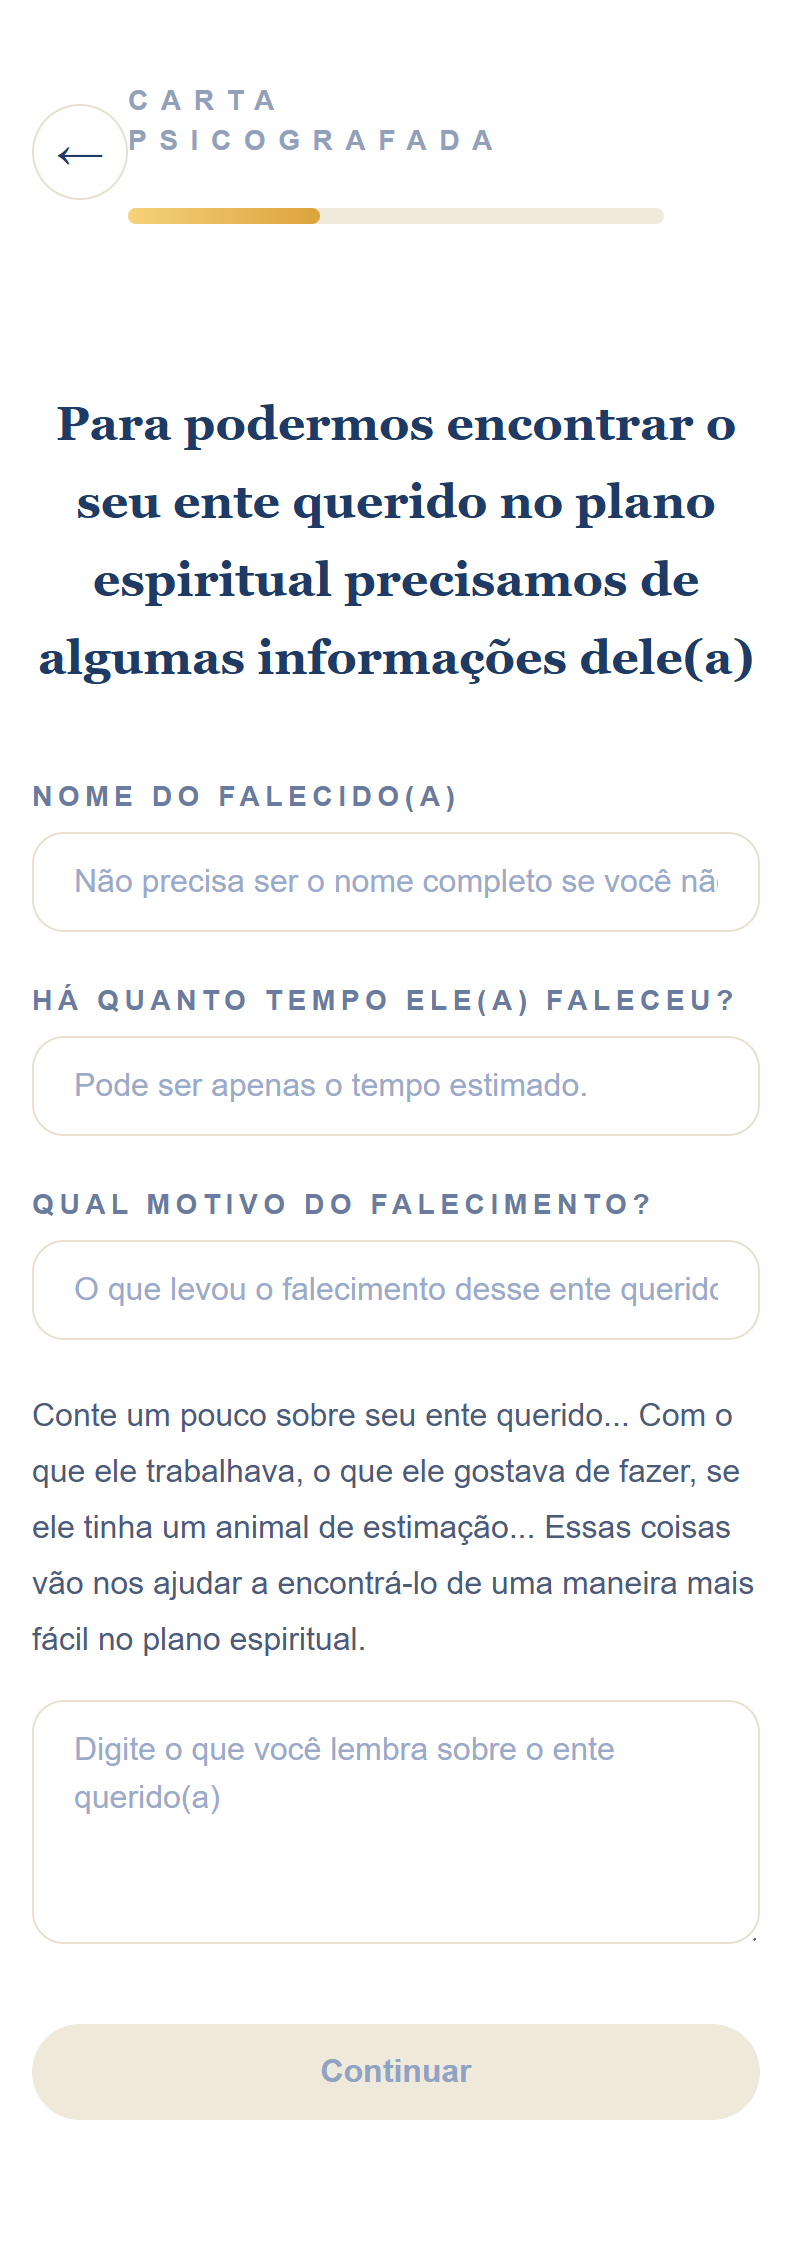 CARTA
PSICOGRAFADA
Para podermos encontrar o
seu ente querido no plano
espiritual precisamos de
algumas informações dele(a)
NOME DO FALECIDO(A)
Não precisa ser o nome completo se você nã
HÁ QUANTO TEMPO ELE(A) FALECEU?
Pode ser apenas o tempo estimado.
QUAL MOTIVO DO FALECIMENTO?
O que levou o falecimento desse ente querido
Conte um pouco sobre seu ente querido... Com o
que ele trabalhava, o que ele gostava de fazer, se
ele tinha um animal de estimação... Essas coisas
vão nos ajudar a encontrá-lo de uma maneira mais
fácil no plano espiritual.
Digite o que você lembra sobre o ente
querido(a)
Continuar